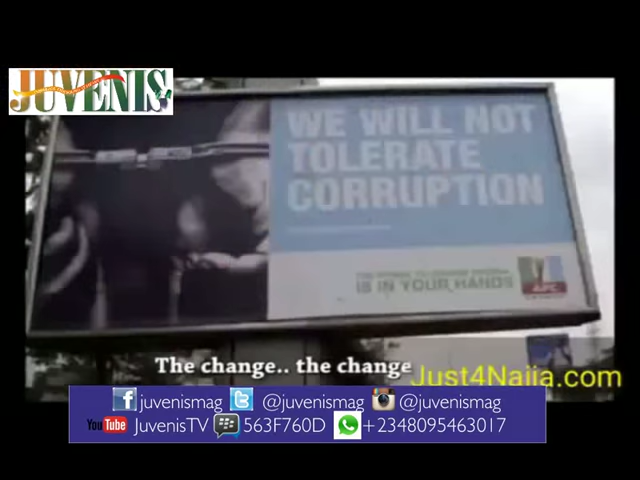 JUVENIS
WE WILL NOT
TOLERATE
CORRUPTION
IS IN YOUR HANDS
APC
The change.. the change
Just4Naija.com
juvenismag @juvenismag @juvenismag
YouTube JuvenisTV 563F760D +2348095463017